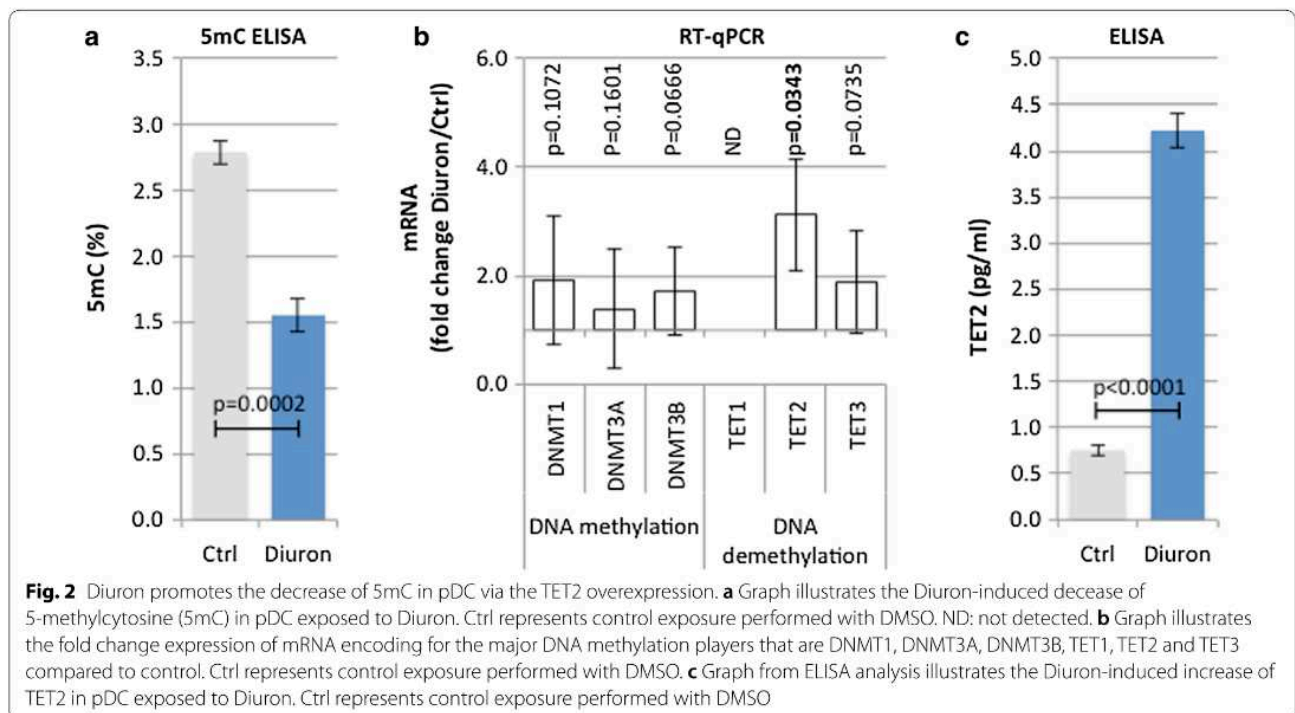 a
5mC ELISA
5mC (%)
3.5
3.0
2.5
2.0
1.5
1.0
0.5
0.0
p=0.0002
Ctrl
Diuron
b
RT-qPCR
mRNA
(fold change Diuron/Ctrl)
6.0
4.0
2.0
0.0
p=0.1072
P=0.1601
P=0.0666
ND
p=0.0343
p=0.0735
DNMT1
DNMT3A
DNMT3B
TET1
TET2
TET3
DNA methylation
DNA
demethylation
c
ELISA
TET2 (pg/ml)
5.0
4.5
4.0
3.5
3.0
2.5
2.0
1.5
1.0
0.5
0.0
p<0.0001
Ctrl
Diuron
Fig. 2 Diuron promotes the decrease of 5mC in pDC via the TET2 overexpression. a Graph illustrates the Diuron-induced decease of
5-methylcytosine (5mC) in pDC exposed to Diuron. Ctrl represents control exposure performed with DMSO. ND: not detected. b Graph illustrates
the fold change expression of mRNA encoding for the major DNA methylation players that are DNMT1, DNMT3A, DNMT3B, TET1, TET2 and TET3
compared to control. Ctrl represents control exposure performed with DMSO. c Graph from ELISA analysis illustrates the Diuron-induced increase of
TET2 in pDC exposed to Diuron. Ctrl represents control exposure performed with DMSO